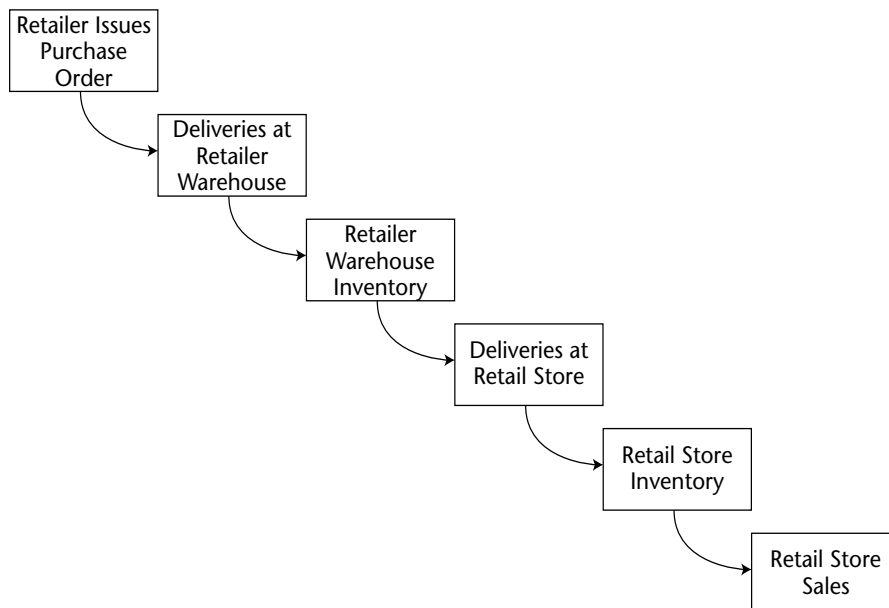 Retailer Issues
Purchase
Order
Deliveries at
Retailer
Warehouse
Retailer
Warehouse
Inventory
Deliveries at
Retail Store
Retail Store
Inventory
Retail Store
Sales